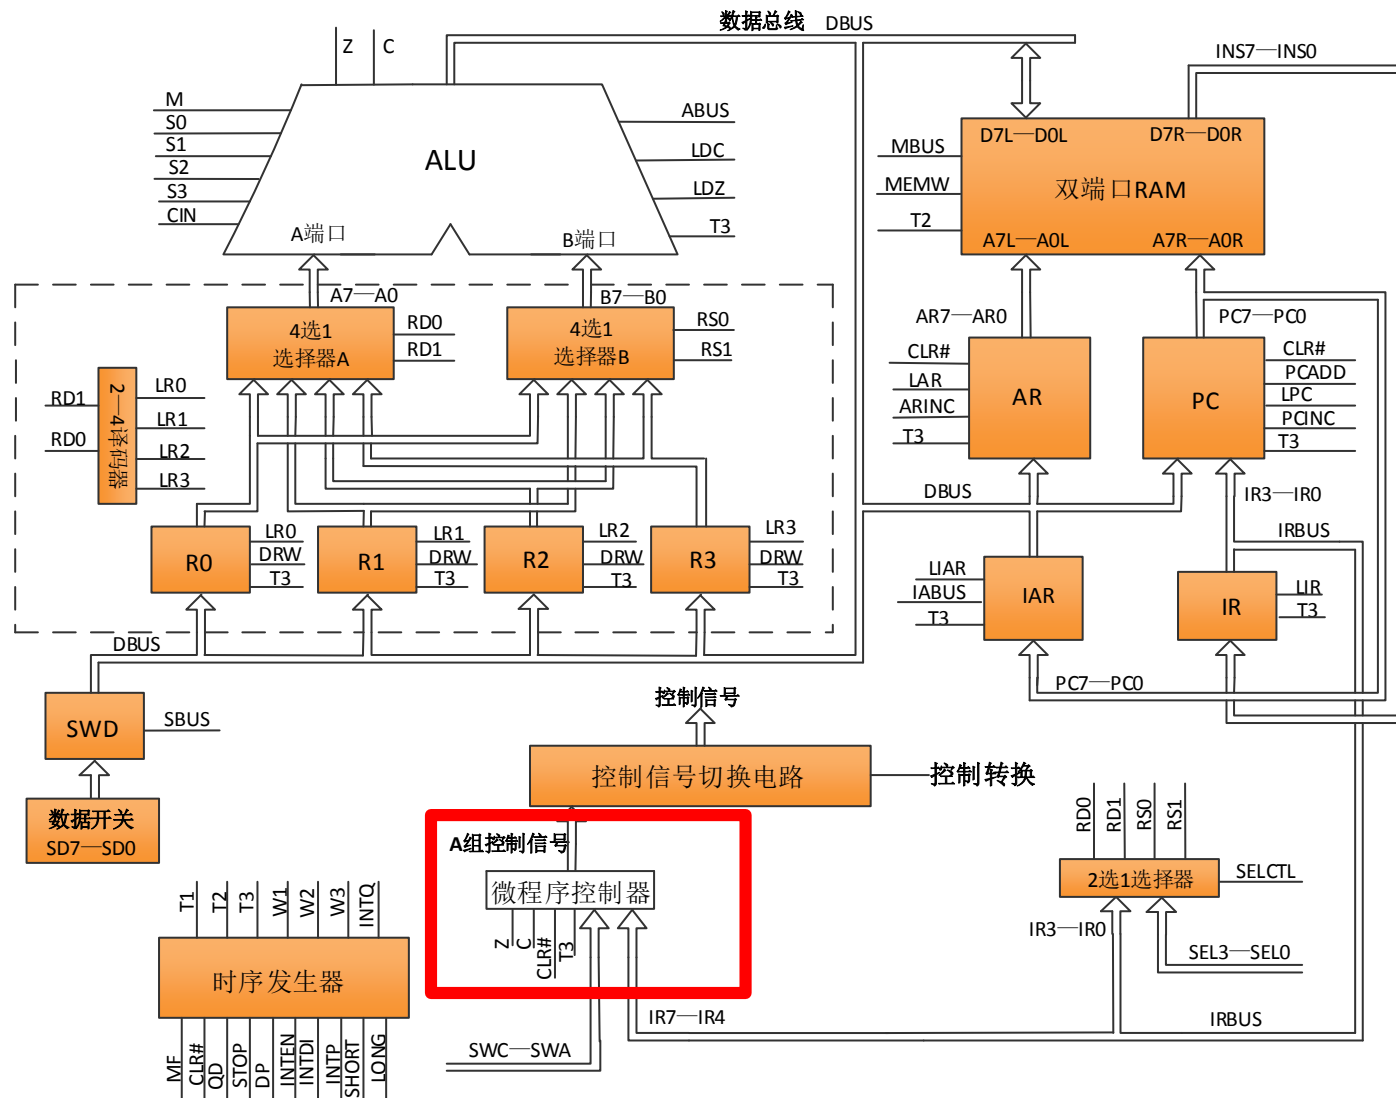 数据总线 DBUS
Z
C
INS7—INS0
M
S0
S1
S2
S3
CIN
ALU
ABUS
LDC
LDZ
T3
A端口
B端口
MBUS
MEMW
T2
D7L—D0L
D7R—D0R
双端口RAM
A7L—A0L
A7R—A0R
A7—A0
B7—B0
4选1
选择器A
RD0
RD1
4选1
选择器B
RS0
RS1
AR7—AR0
PC7—PC0
CLR#
LAR
ARINC
T3
AR
PC
CLR#
PCADD
LPC
PCINC
T3
RD1
RD0
2—4译码器
LR0
LR1
LR2
LR3
DBUS
IR3—IR0
IRBUS
R0
LR0
DRW
T3
R1
LR1
DRW
T3
R2
LR2
DRW
T3
R3
LR3
DRW
T3
LIAR
IABUS
T3
IAR
IR
LIR
T3
DBUS
PC7—PC0
SWD
SBUS
控制信号
数据开关
SD7—SD0
控制信号切换电路
控制转换
A组控制信号
微程序控制器
Z
C
CLR#
T3
RD0
RD1
RS0
RS1
2选1选择器
SELCTL
IR3—IR0
SEL3—SEL0
T1
T2
T3
W1
W2
W3
INTQ
时序发生器
MF
CLR#
QD
STOP
DP
INTEN
INTDI
INTP
SHORT
LONG
IR7—IR4
IRBUS
SWC—SWA